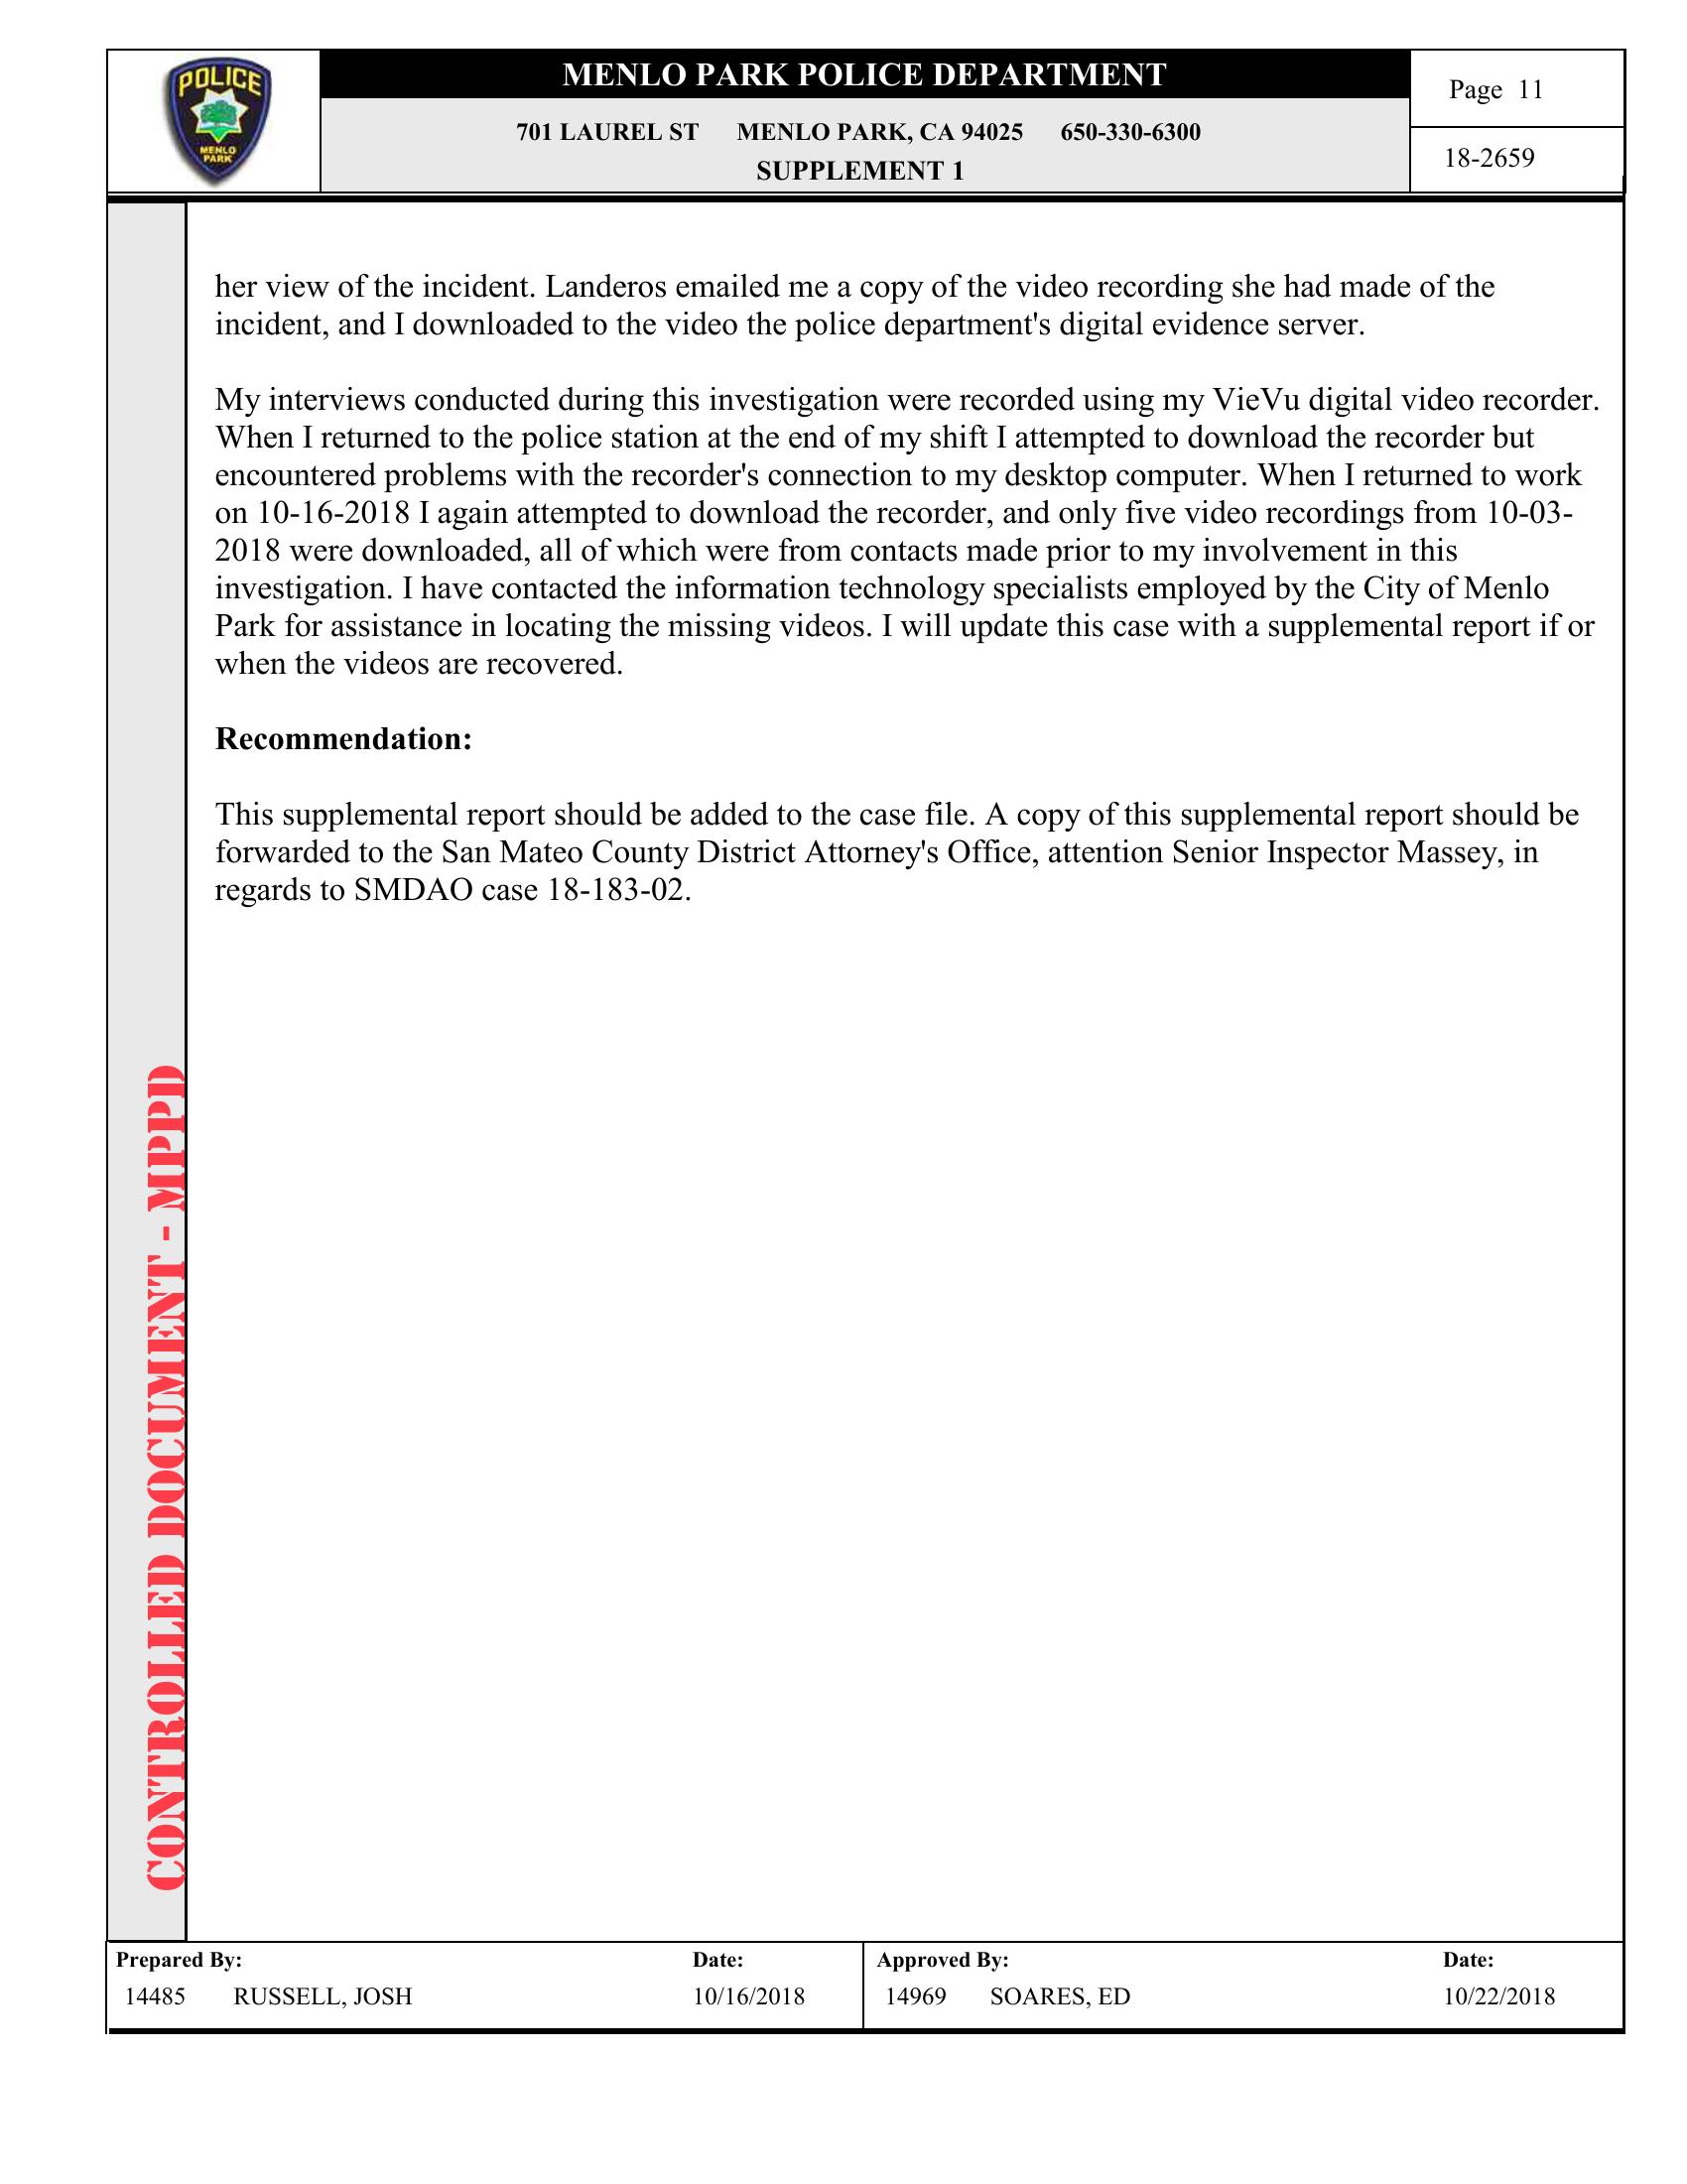 POLICE
MENLO
PARK
MENLO PARK POLICE DEPARTMENT
701 LAUREL ST MENLO PARK, CA 94025 650-330-6300
SUPPLEMENT 1
Page 11
18-2659
her view of the incident. Landeros emailed me a copy of the video recording she had made of the
incident, and I downloaded to the video the police department's digital evidence server.
My interviews conducted during this investigation were recorded using my VieVu digital video recorder.
When I returned to the police station at the end of my shift I attempted to download the recorder but
encountered problems with the recorder's connection to my desktop computer. When I returned to work
on 10-16-2018 I again attempted to download the recorder, and only five video recordings from 10-03-
2018 were downloaded, all of which were from contacts made prior to my involvement in this
investigation. I have contacted the information technology specialists employed by the City of Menlo
Park for assistance in locating the missing videos. I will update this case with a supplemental report if or
when the videos are recovered.
Recommendation:
This supplemental report should be added to the case file. A copy of this supplemental report should be
forwarded to the San Mateo County District Attorney's Office, attention Senior Inspector Massey, in
regards to SMDAO case 18-183-02.
CONTROLLED DOCUMENT - MPPD
Prepared By: Date: Approved By: Date:
14485 RUSSELL, JOSH 10/16/2018 14969 SOARES, ED 10/22/2018